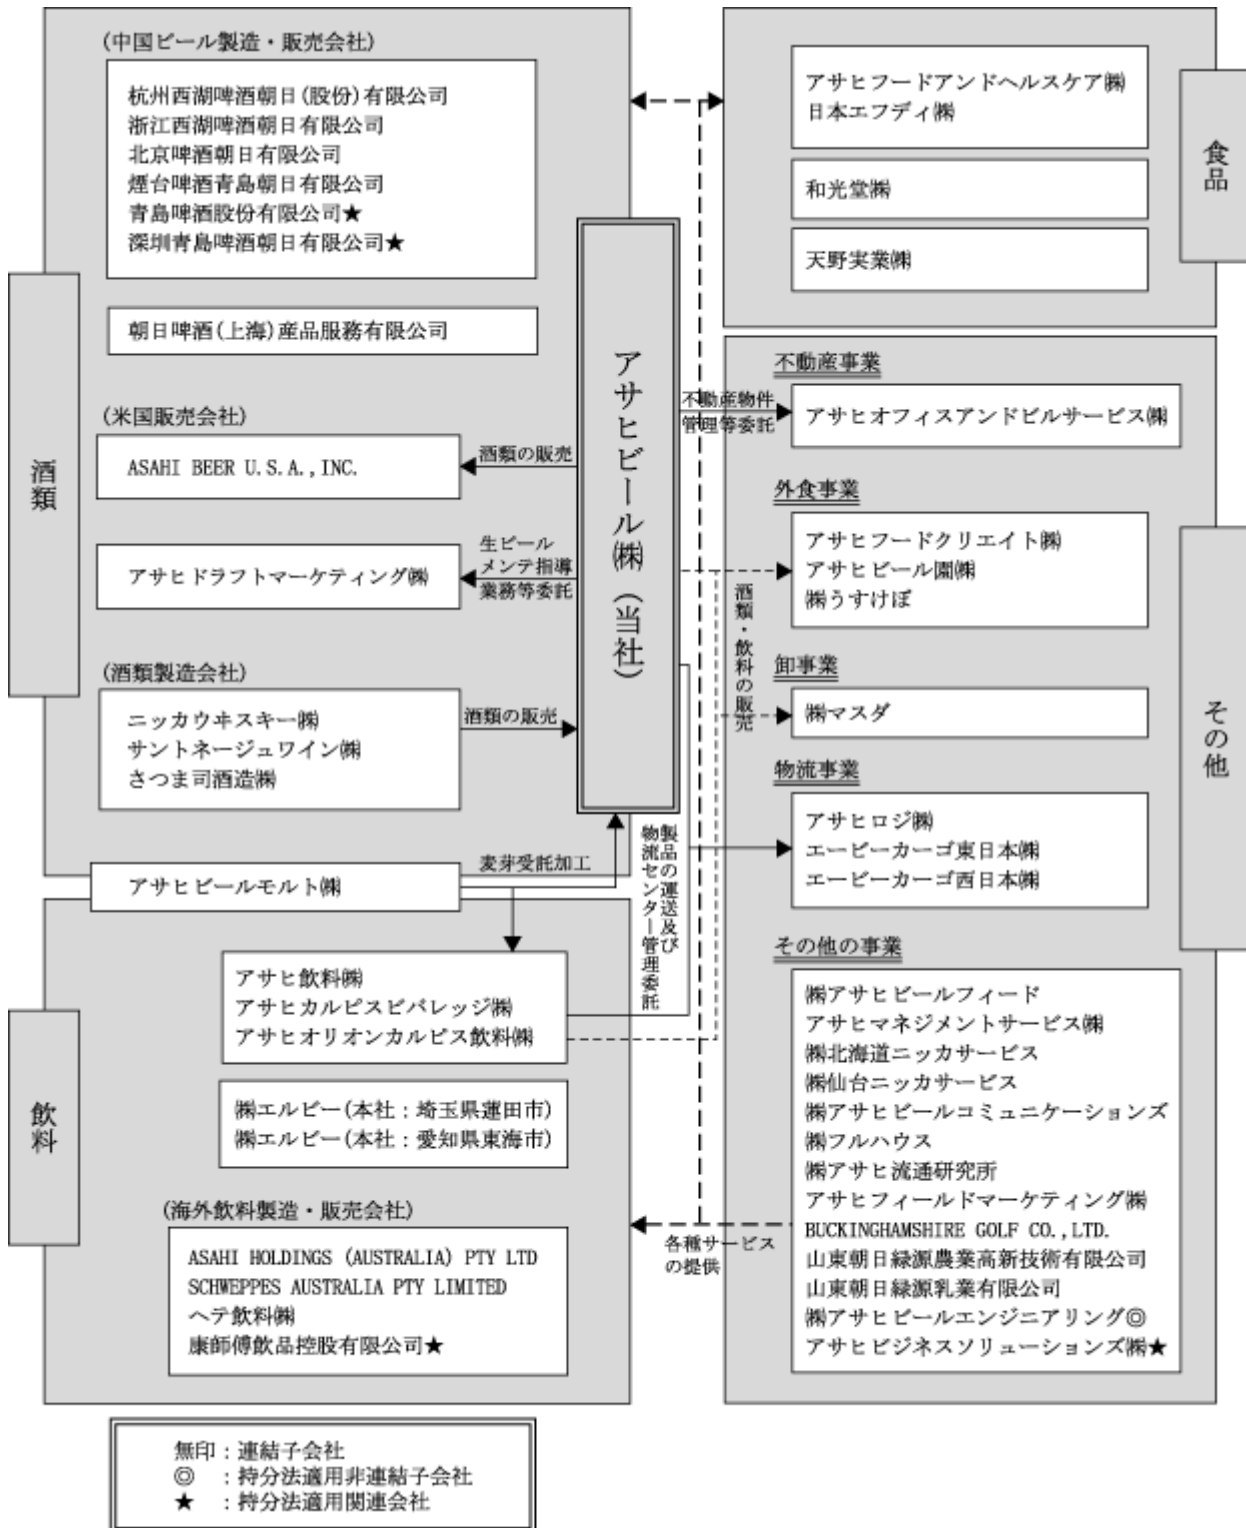 (中国ビール製造・販売会社)
杭州西湖啤酒朝日(股份)有限公司
浙江西湖啤酒朝日有限公司
北京啤酒朝日有限公司
煙台啤酒青島朝日有限公司
青島啤酒股份有限公司★
深圳青島啤酒朝日有限公司★
朝日啤酒(上海)産品服務有限公司
酒類
(米国販売会社)
ASAHI BEER U.S.A.,INC.
酒類の販売
アサヒドラフトマーケティング㈱
生ビール
メンテ指導
業務等委託
(酒類製造会社)
ニッカウヰスキー㈱
サントネージュワイン㈱
さつま司酒造㈱
酒類の販売
アサヒビール㈱(当社)
アサヒビールモルト㈱
麦芽受託加工
製品の運送及び
物流センター管理委託
飲料
アサヒ飲料㈱
アサヒカルピスビバレッジ㈱
アサヒオリオンカルピス飲料㈱
㈱エルビー(本社:埼玉県蓮田市)
㈱エルビー(本社:愛知県東海市)
(海外飲料製造・販売会社)
ASAHI HOLDINGS (AUSTRALIA) PTY LTD
SCHWEPPES AUSTRALIA PTY LIMITED
ヘテ飲料㈱
康師傅飲品控股有限公司★
食品
アサヒフードアンドヘルスケア㈱
日本エフディ㈱
和光堂㈱
天野実業㈱
その他
不動産事業
不動産物件
管理等委託
アサヒオフィスアンドビルサービス㈱
外食事業
アサヒフードクリエイト㈱
アサヒビール園㈱
㈱うすけぼ
酒類・飲料の販売
卸事業
㈱マスダ
物流事業
アサヒロジ㈱
エービーカーゴ東日本㈱
エービーカーゴ西日本㈱
その他の事業
㈱アサヒビールフィード
アサヒマネジメントサービス㈱
㈱北海道ニッカサービス
㈱仙台ニッカサービス
㈱アサヒビールコミュニケーションズ
㈱フルハウス
㈱アサヒ流通研究所
アサヒフィールドマーケティング㈱
BUCKINGHAMSHIRE GOLF CO.,LTD.
山東朝日緑源農業高新技術有限公司
山東朝日緑源乳業有限公司
㈱アサヒビールエンジニアリング◎
アサヒビジネスソリューションズ㈱★
各種サービス
の提供
無印:連結子会社
◎ :持分法適用非連結子会社
★ :持分法適用関連会社